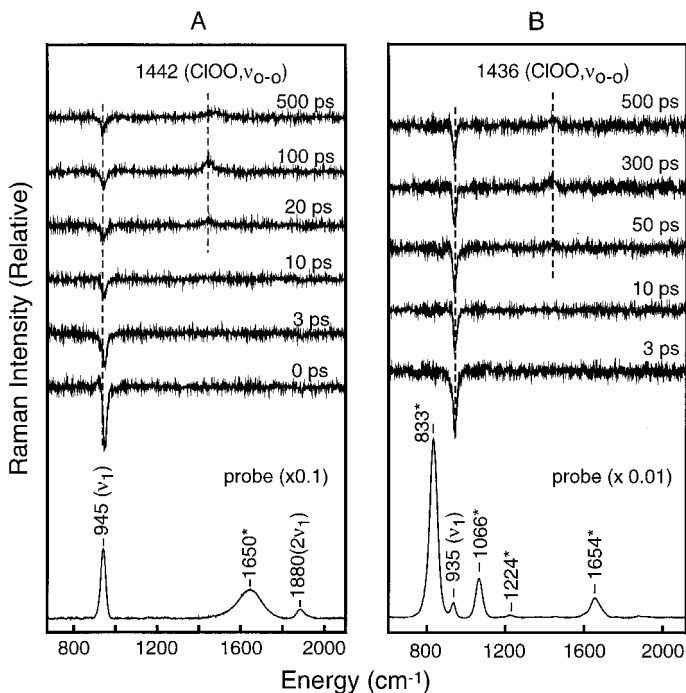 A
1442 (ClOO,νO-O)
500 ps
100 ps
20 ps
10 ps
3 ps
0 ps
probe (x0.1)
945 (ν1)
1650*
1880(2ν1)
800 1200 1600 2000
B
1436 (ClOO,νO-O)
500 ps
300 ps
50 ps
10 ps
3 ps
probe (x 0.01)
833*
935 (ν1)
1066*
1224*
1654*
800 1200 1600 2000
Raman Intensity (Relative)
Energy (cm-1)